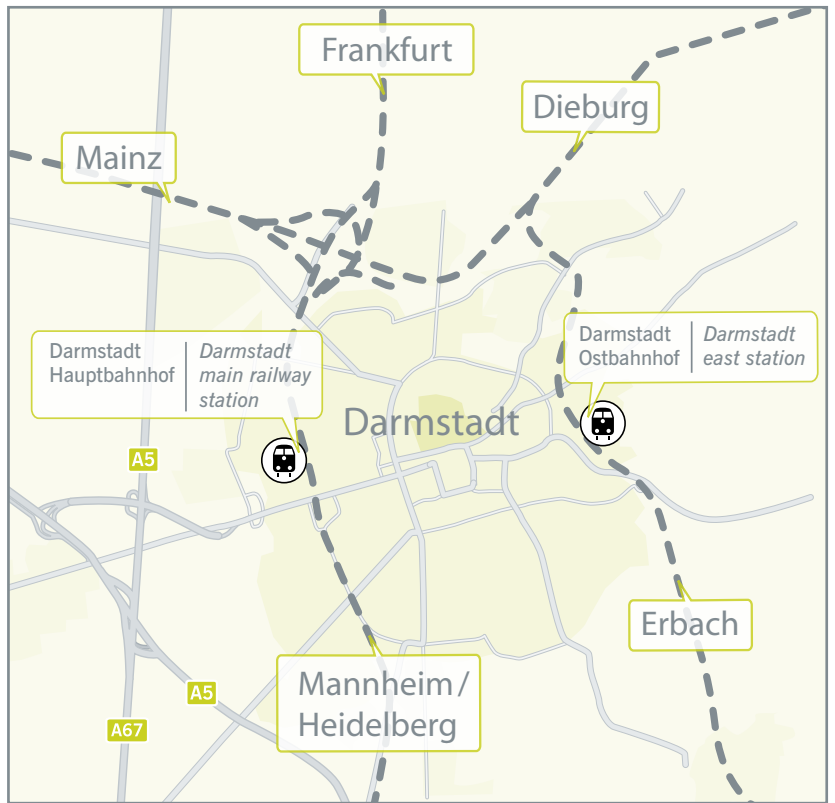 Frankfurt
Dieburg
Mainz
Darmstadt
Hauptbahnhof
Darmstadt
main railway
station
Darmstadt
Ostbahnhof
Darmstadt
east station
Darmstadt
A5
Erbach
Mannheim/
Heidelberg
A5
A67